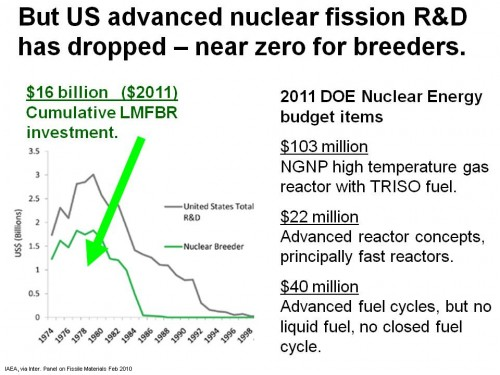 But US advanced nuclear fission R&D
has dropped – near zero for breeders.
$16 billion ($2011)
Cumulative LMFBR
investment.
3.5
3
2.5
2
1.5
1
0.5
0
US$ (Billions)
United States Total
R&D
Nuclear Breeder
1974
1976
1978
1980
1982
1984
1986
1988
1990
1992
1994
1996
1998
2011 DOE Nuclear Energy
budget items
$103 million
NGNP high temperature gas
reactor with TRISO fuel.
$22 million
Advanced reactor concepts,
principally fast reactors.
$40 million
Advanced fuel cycles, but no
liquid fuel, no closed fuel
cycle.
IAEA, via Inter. Panel on Fissile Materials Feb 2010